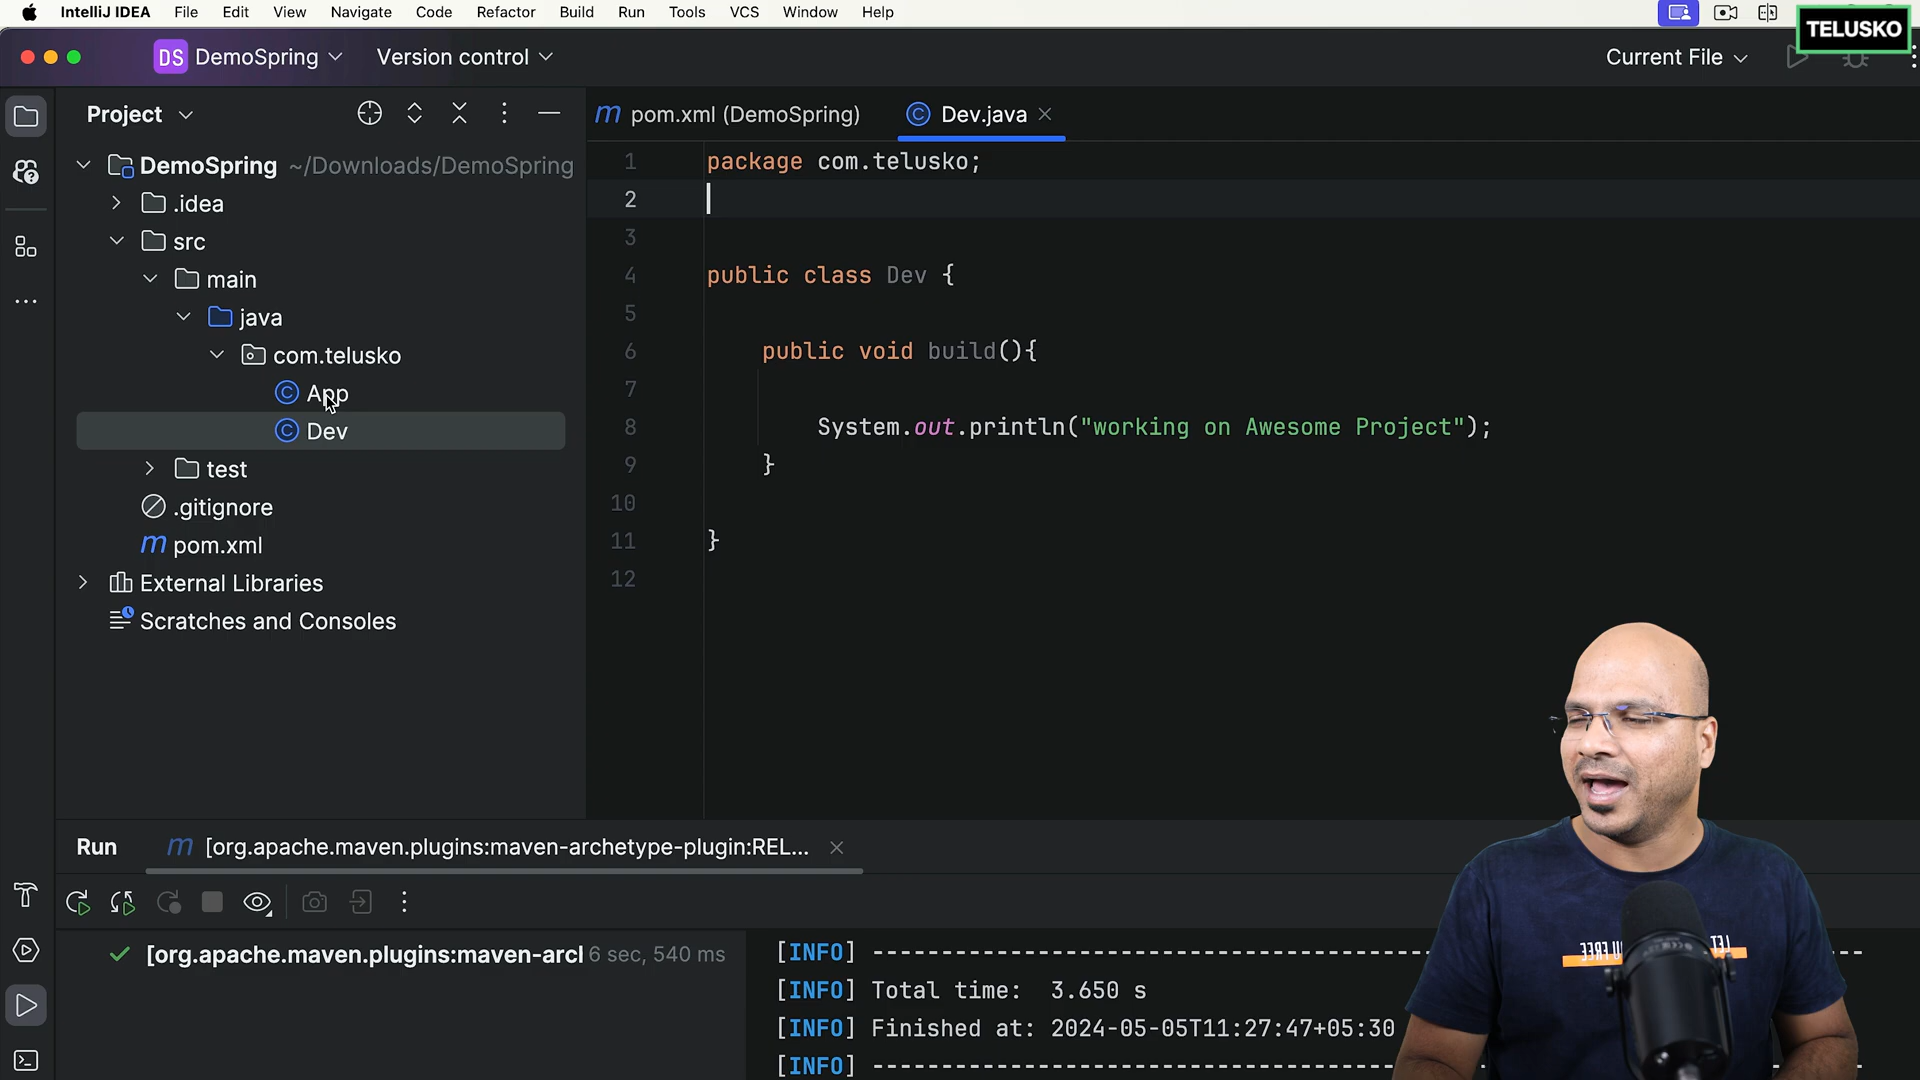 IntelliJ IDEA File Edit View Navigate Code Refactor Build Run Tools VCS Window Help
TELUSKO
DS DemoSpring Version control Current File
Project
m pom.xml (DemoSpring) Dev.java
DemoSpring ~/Downloads/DemoSpring
.idea
src
main
java
com.telusko
App
Dev
test
.gitignore
m pom.xml
External Libraries
Scratches and Consoles
1 package com.telusko;
2
3
4 public class Dev {
5
6 public void build(){
7
8 System.out.println("working on Awesome Project");
9 }
10
11 }
12
Run m [org.apache.maven.plugins:maven-archetype-plugin:REL...
[org.apache.maven.plugins:maven-arcl 6 sec, 540 ms
[INFO] ------------------------------------------------------------------------
[INFO] Total time: 3.650 s
[INFO] Finished at: 2024-05-05T11:27:47+05:30
[INFO] ------------------------------------------------------------------------